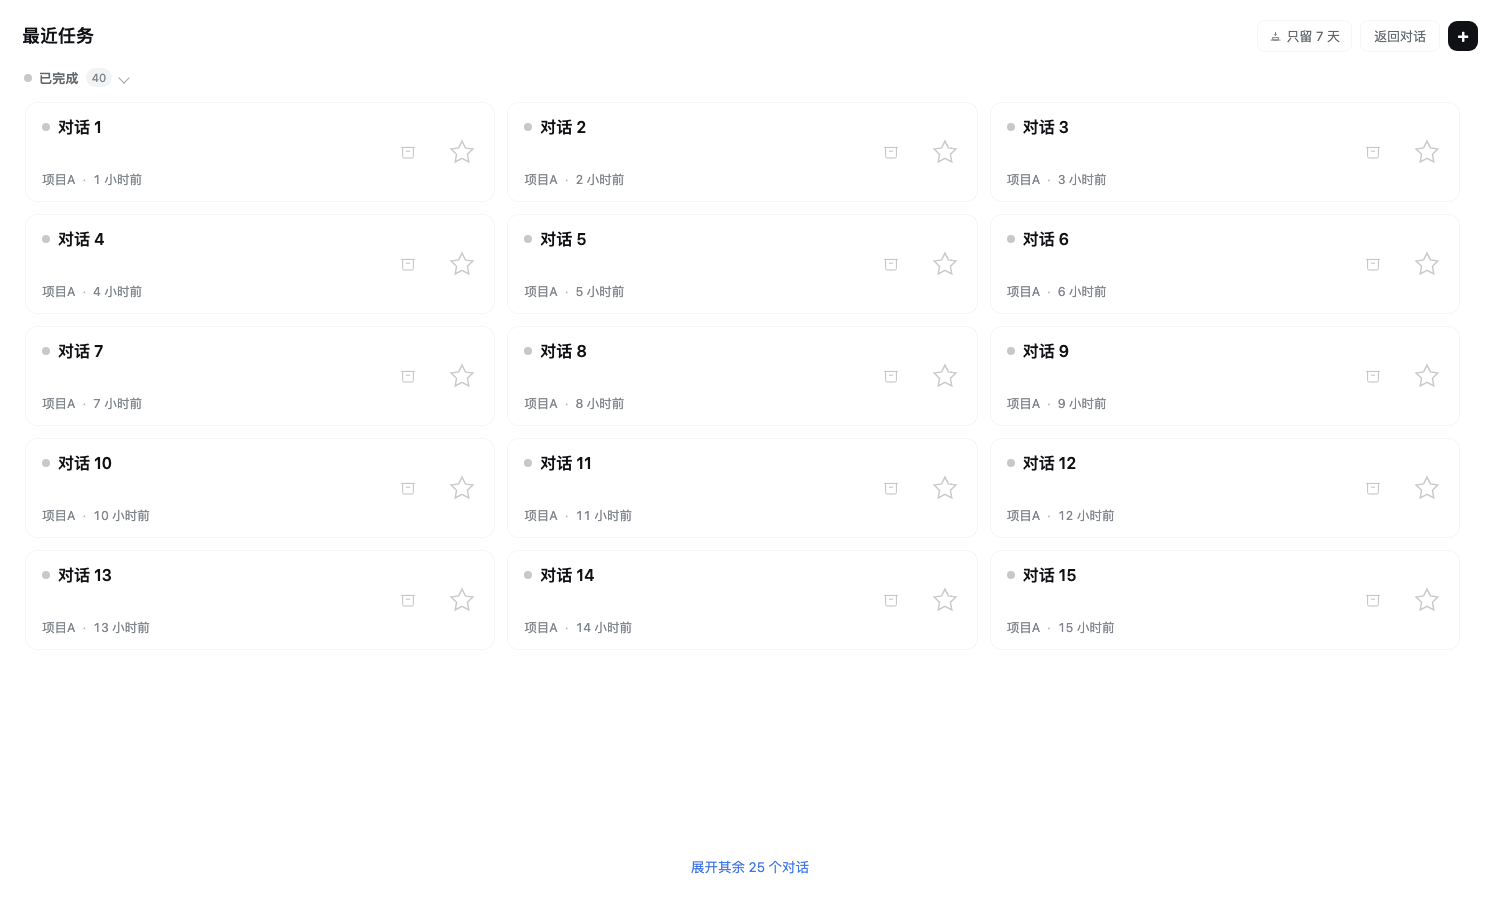 最近任务
只留 7 天
返回对话
已完成 40
对话 1
项目A · 1 小时前
对话 2
项目A · 2 小时前
对话 3
项目A · 3 小时前
对话 4
项目A · 4 小时前
对话 5
项目A · 5 小时前
对话 6
项目A · 6 小时前
对话 7
项目A · 7 小时前
对话 8
项目A · 8 小时前
对话 9
项目A · 9 小时前
对话 10
项目A · 10 小时前
对话 11
项目A · 11 小时前
对话 12
项目A · 12 小时前
对话 13
项目A · 13 小时前
对话 14
项目A · 14 小时前
对话 15
项目A · 15 小时前
展开其余 25 个对话